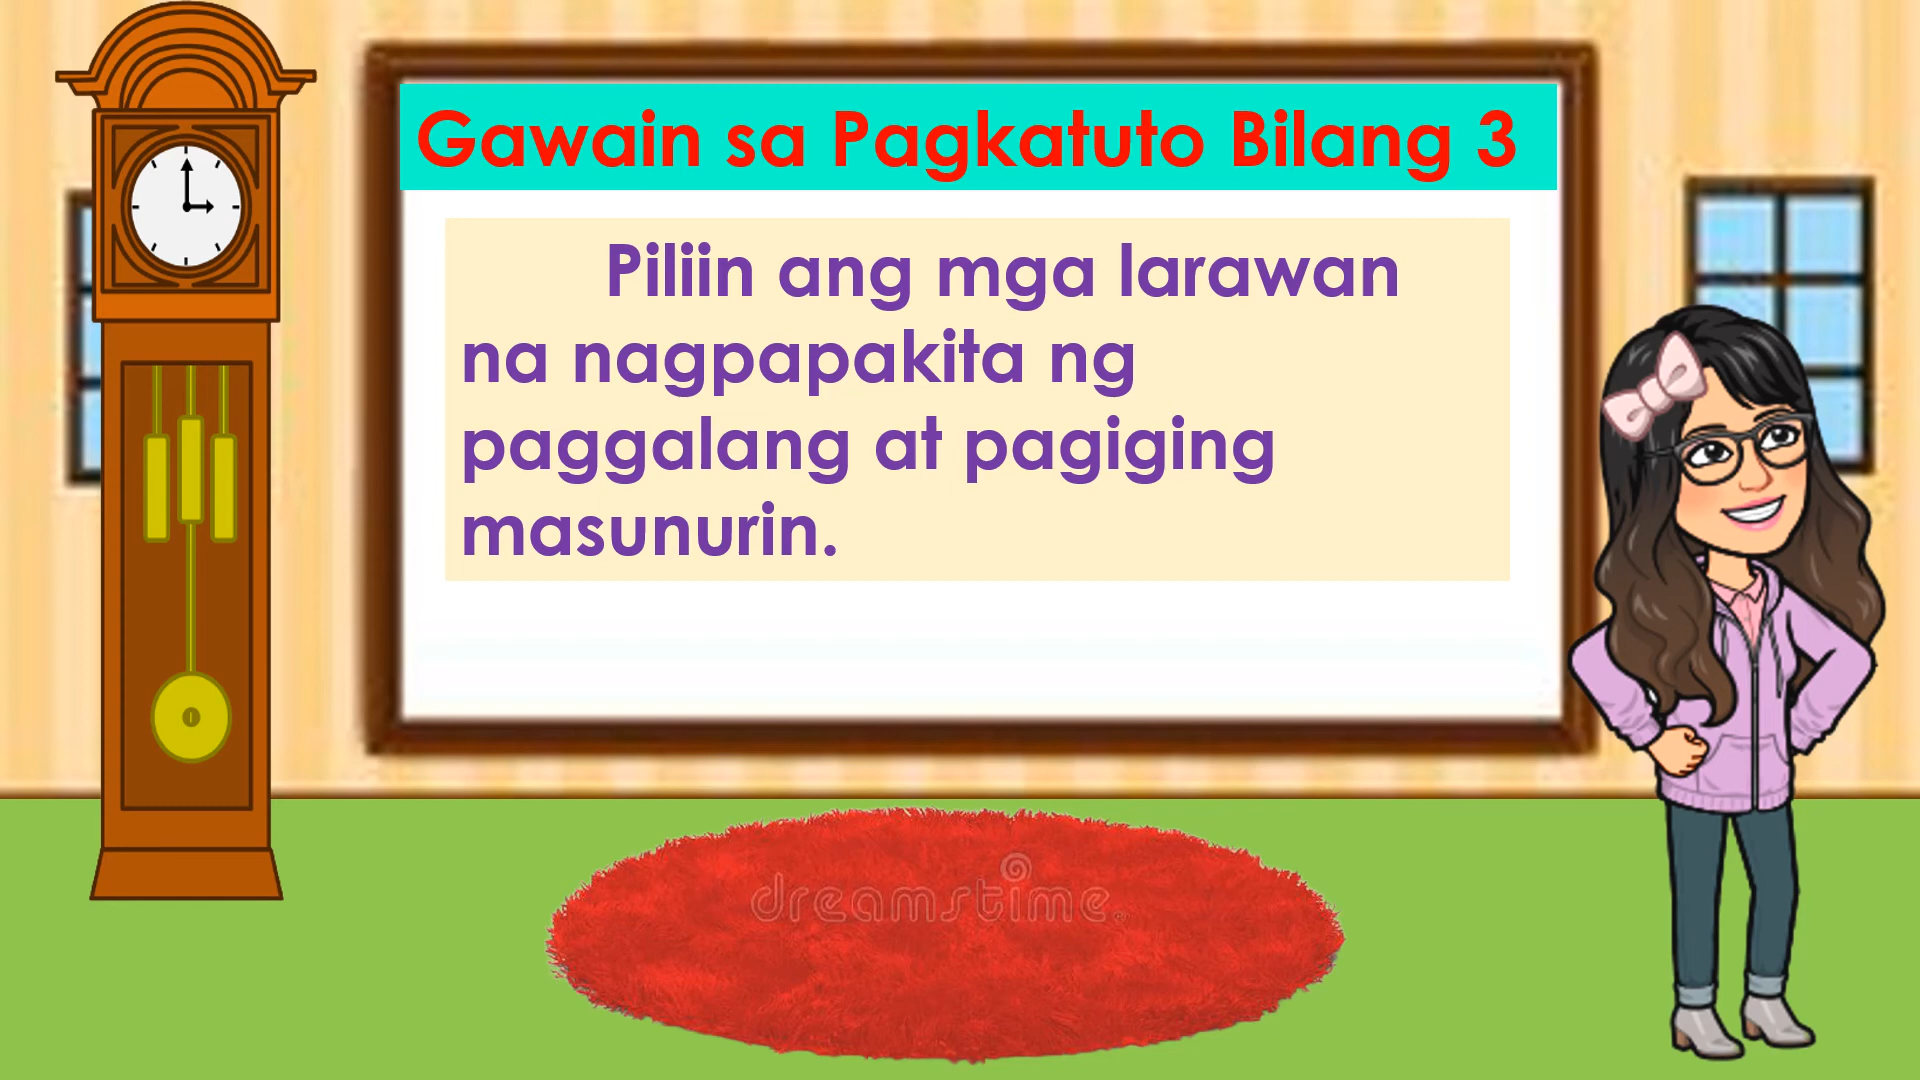 Gawain sa Pagkatuto Bilang 3
Piliin ang mga larawan
na nagpapakita ng
paggalang at pagiging
masunurin.
dreamstime.